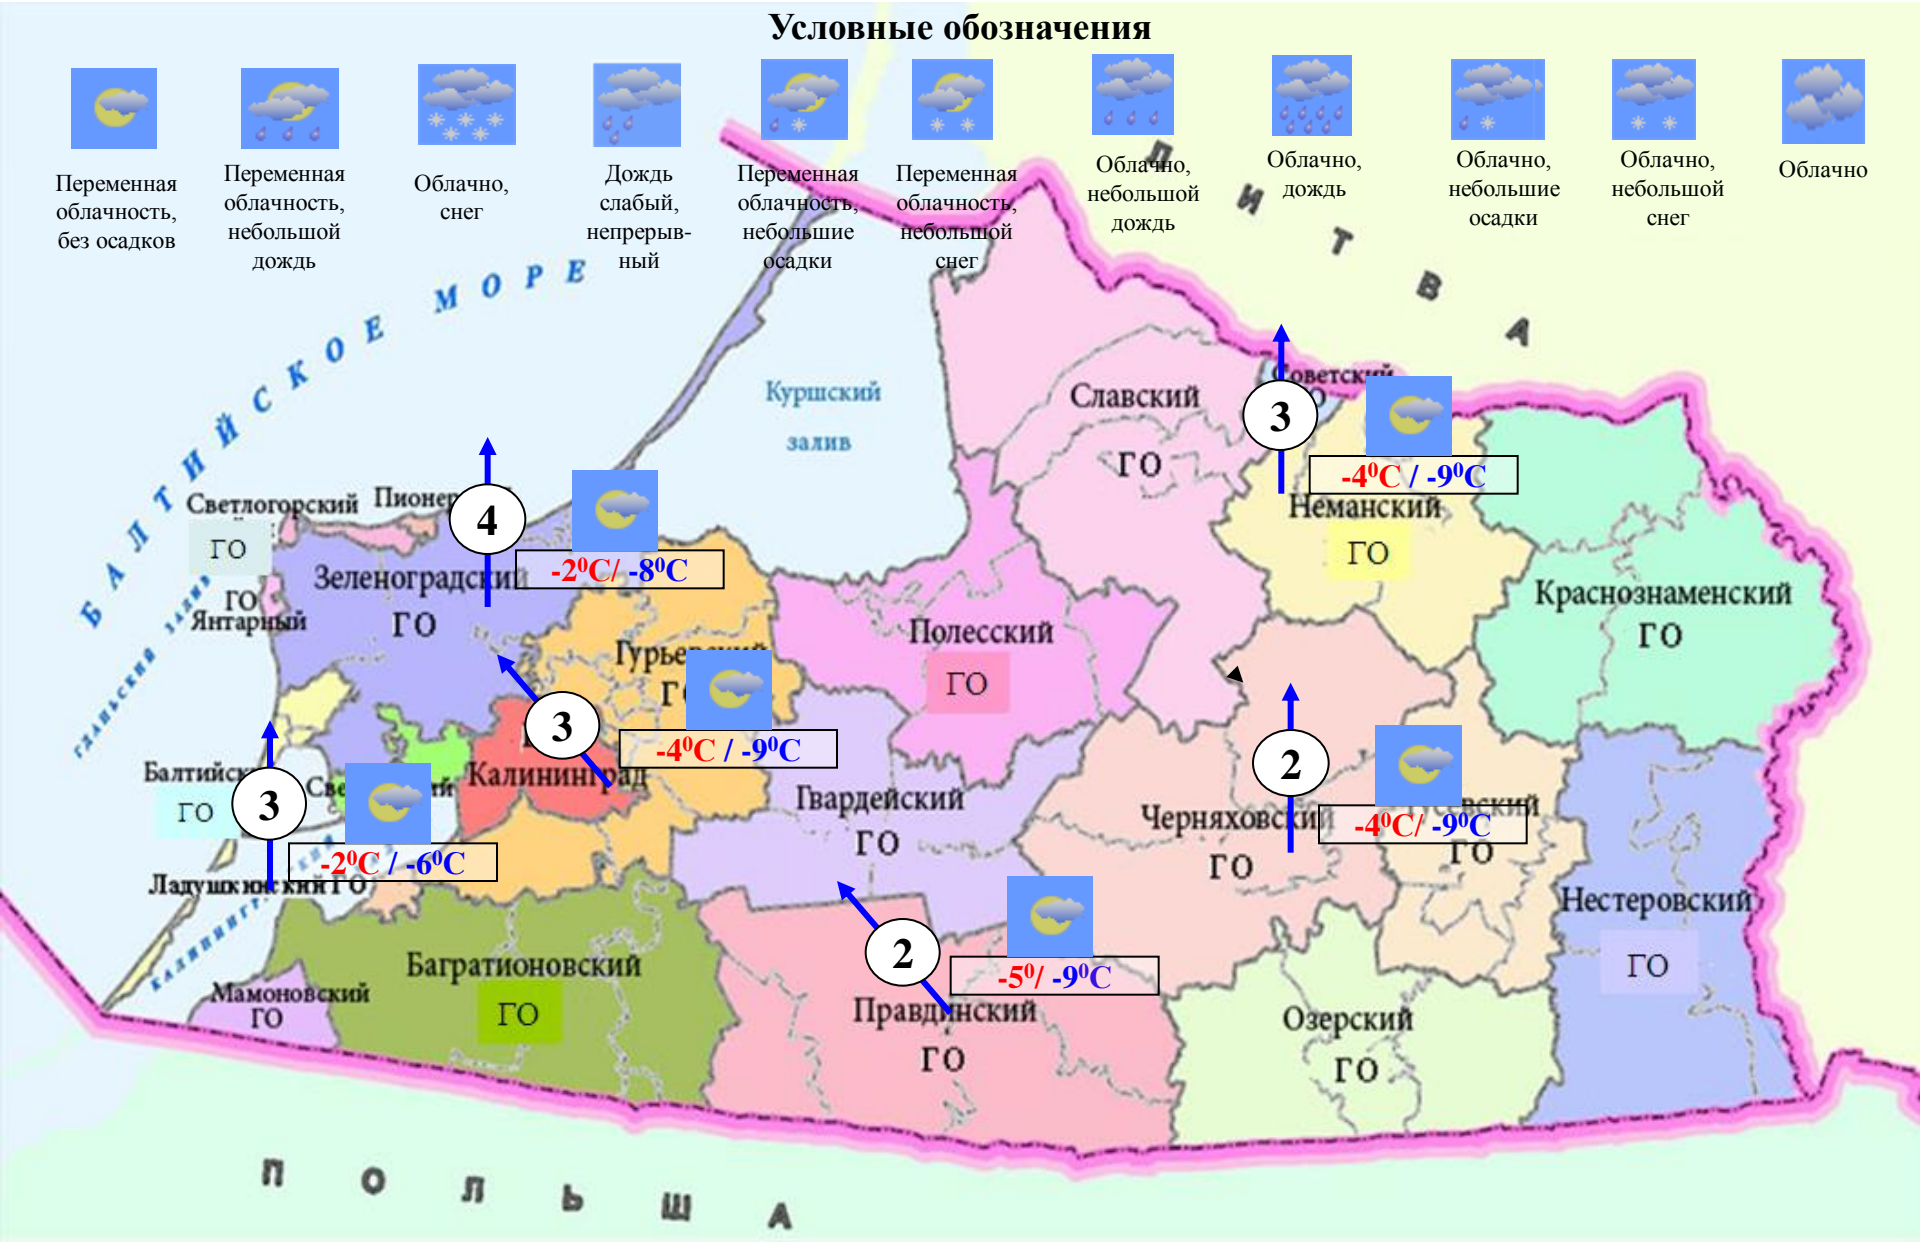 Условные обозначения
Переменная
облачность,
без осадков
Переменная
облачность,
небольшой
дождь
Облачно,
снег
Дождь
слабый,
непрерыв-
ный
Переменная
облачность,
небольшие
осадки
Переменная
облачность,
небольшой
снег
Облачно,
небольшой
дождь
Облачно,
дождь
Облачно,
небольшие
осадки
Облачно,
небольшой
снег
Облачно
БАЛТИЙСКОЕ МОРЕ
ЛИТВА
Куршский
залив
Славский
ГО
Советский
3
-4⁰С / -9⁰С
Неманский
ГО
Краснознаменский
ГО
Светлогорский
ГО
4
-2⁰С/ -8⁰С
Зеленоградский
ГО
ГО
Янтарный
ГДАНЬСКИЙ ЗАЛИВ
Полесский
ГО
3
-4⁰С / -9⁰С
Калининград
ГО
3
-2⁰С / -6⁰С
Ладушкинский ГО
Гвардейский
ГО
2
-4⁰С/ -9⁰С
Черняховский
ГО
ГО
Нестеровский
ГО
Багратионовский
ГО
Мамоновский
ГО
2
-5⁰/ -9⁰С
Правдинский
ГО
Озерский
ГО
ПОЛЬША